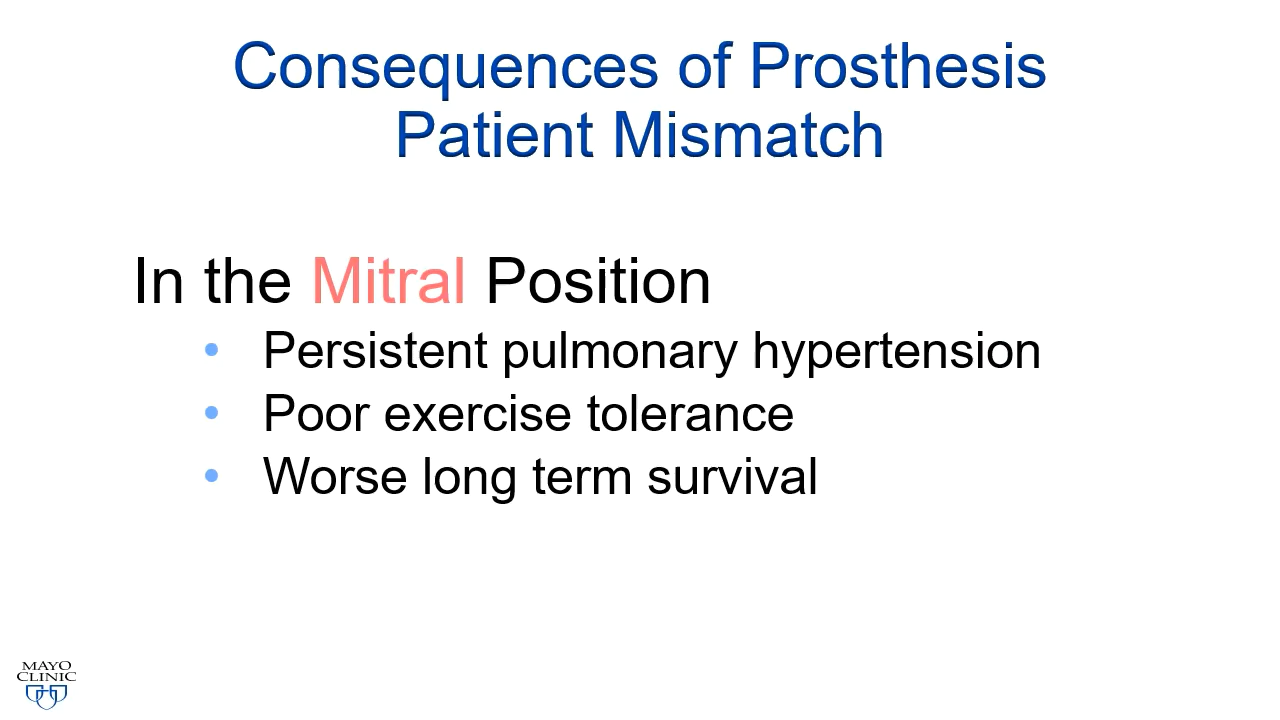 Consequences of Prosthesis
Patient Mismatch
In the Mitral Position
• Persistent pulmonary hypertension
• Poor exercise tolerance
• Worse long term survival
MAYO
CLINIC